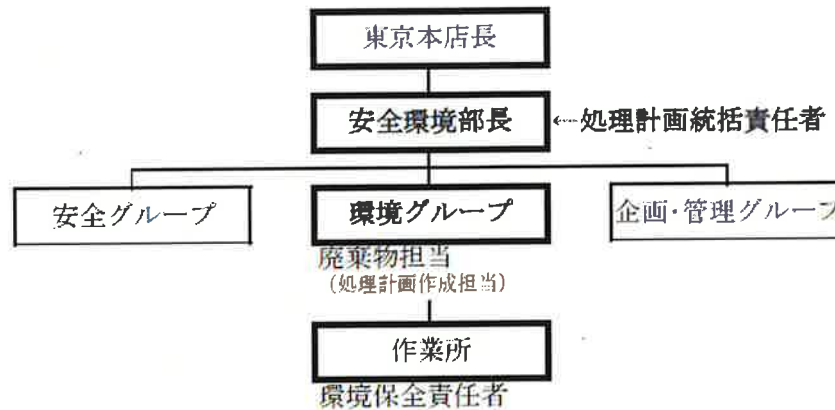 東京本店長
安全環境部長
←処理計画統括責任者
安全グループ
環境グループ
企画・管理グループ
廃棄物担当
(処理計画作成担当)
作業所
環境保全責任者